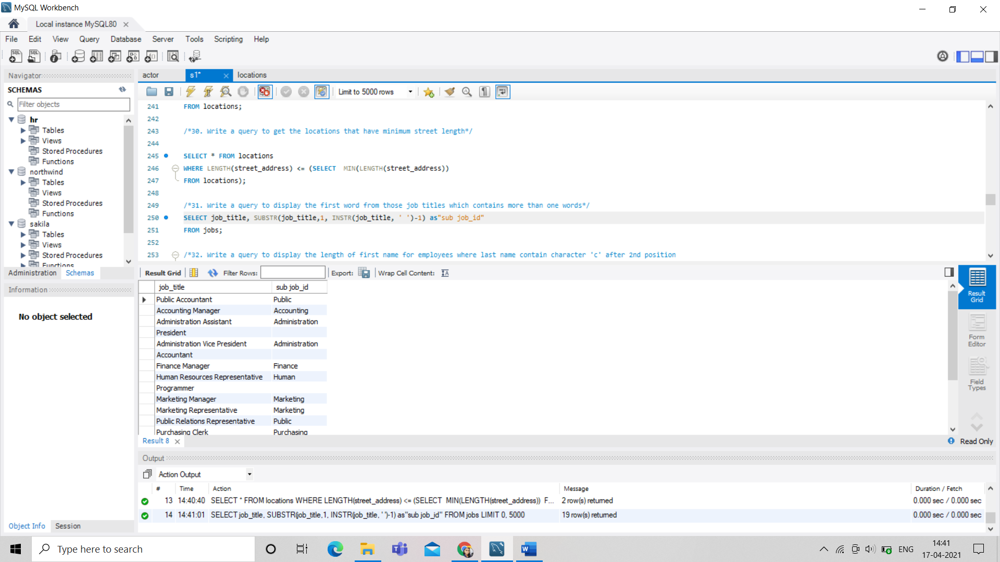 MySQL Workbench
Local instance MySQL80
File Edit View Query Database Server Tools Scripting Help
Navigator
SCHEMAS
Filter objects
hr
Tables
Views
Stored Procedures
Functions
northwind
Tables
Views
Stored Procedures
Functions
sakila
Tables
Views
Stored Procedures
Functions
Administration Schemas
Information
No object selected
Object Info Session
actor s1* locations
Limit to 5000 rows
241 FROM locations;
242
243 /*30. Write a query to get the locations that have minimum street length*/
244
245 SELECT * FROM locations
246 WHERE LENGTH(street_address) <= (SELECT  MIN(LENGTH(street_address))
247 FROM locations);
248
249 /*31. Write a query to display the first word from those job titles which contains more than one words*/
250 SELECT job_title, SUBSTR(job_title,1, INSTR(job_title, ' ')-1) as"sub job_id"
251 FROM jobs;
252
253 /*32. Write a query to display the length of first name for employees where last name contain character 'c' after 2nd position
Result Grid Filter Rows: Export: Wrap Cell Content:
job_title sub job_id
Public Accountant Public
Accounting Manager Accounting
Administration Assistant Administration
President
Administration Vice President Administration
Accountant
Finance Manager Finance
Human Resources Representative Human
Programmer
Marketing Manager Marketing
Marketing Representative Marketing
Public Relations Representative Public
Purchasing Clerk Purchasing
Result Grid
Form Editor
Field Types
Result 8
Read Only
Output
Action Output
# Time Action Message Duration / Fetch
13 14:40:40 SELECT * FROM locations WHERE LENGTH(street_address) <= (SELECT  MIN(LENGTH(street_address))  F... 2 row(s) returned 0.000 sec / 0.000 sec
14 14:41:01 SELECT job_title, SUBSTR(job_title,1, INSTR(job_title, ' ')-1) as"sub job_id" FROM jobs LIMIT 0, 5000 19 row(s) returned 0.000 sec / 0.000 sec
Type here to search
ENG
14:41
17-04-2021